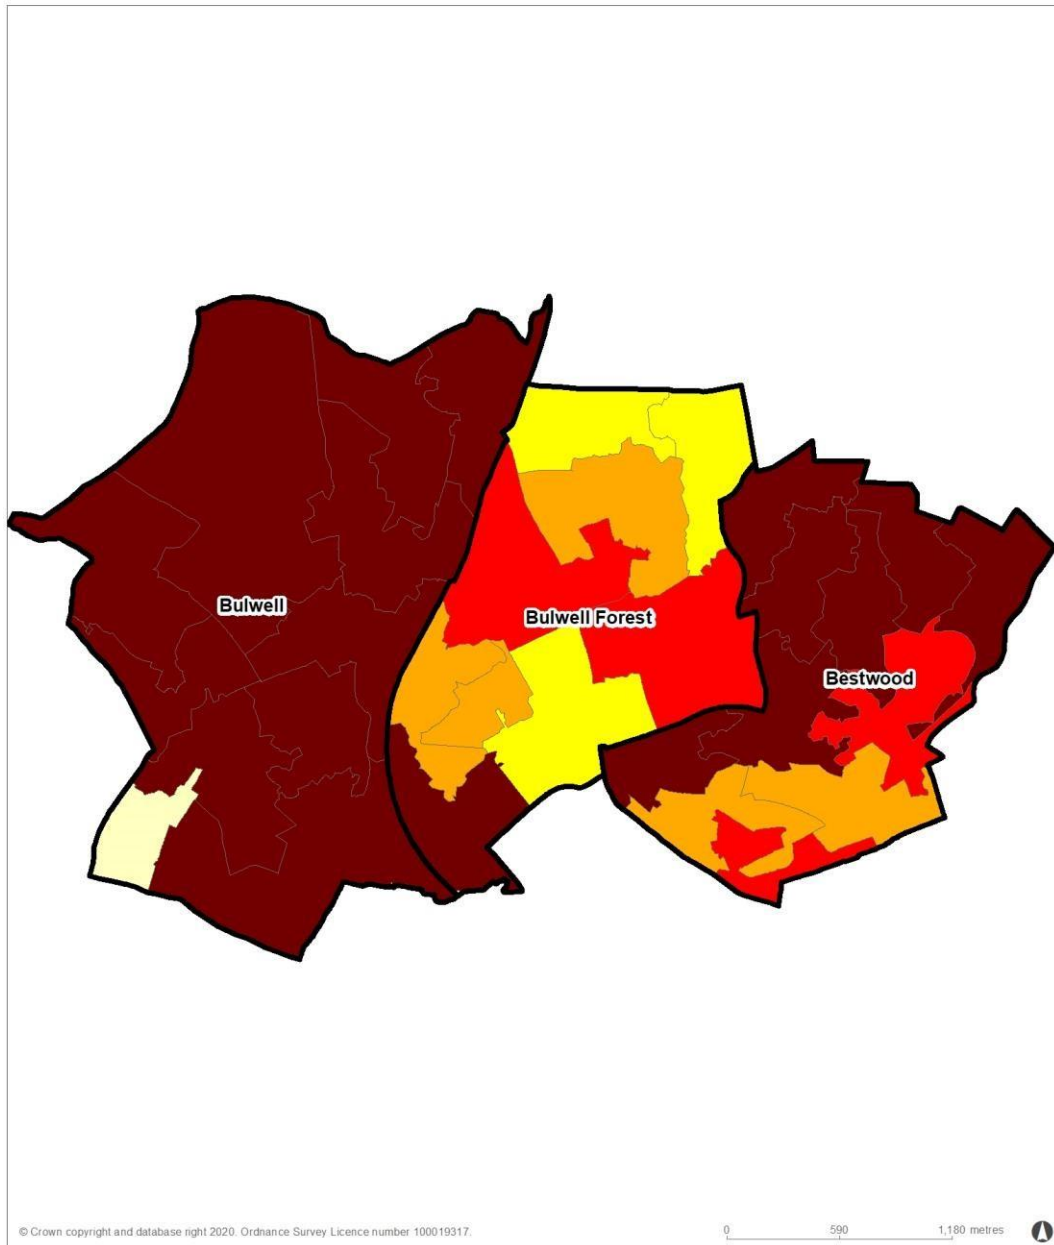 Bulwell
Bulwell Forest
Bestwood
© Crown copyright and database right 2020. Ordnance Survey Licence number 100019317.
0 590 1,180 metres